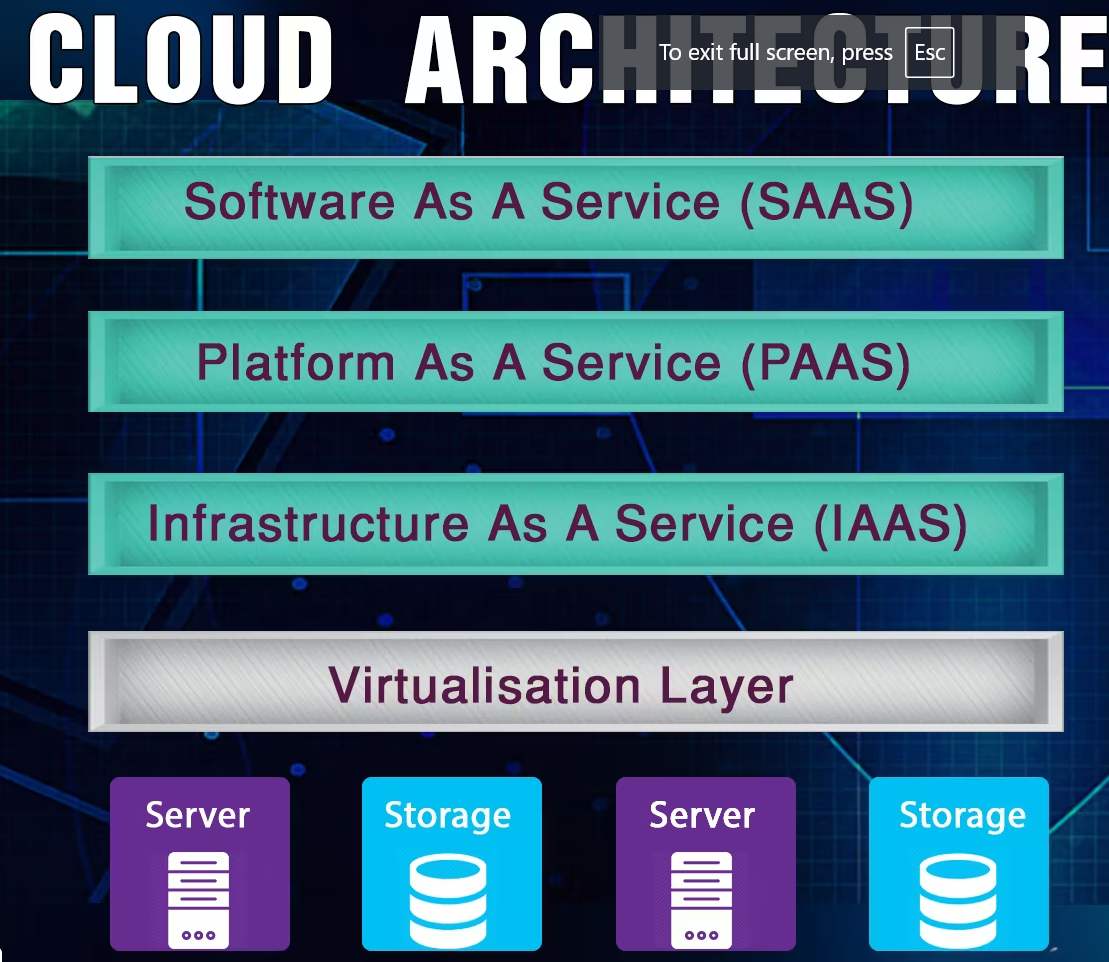 CLOUD ARCHITECTURE
To exit full screen, press Esc
Software As A Service (SAAS)
Platform As A Service (PAAS)
Infrastructure As A Service (IAAS)
Virtualisation Layer
Server Storage Server Storage